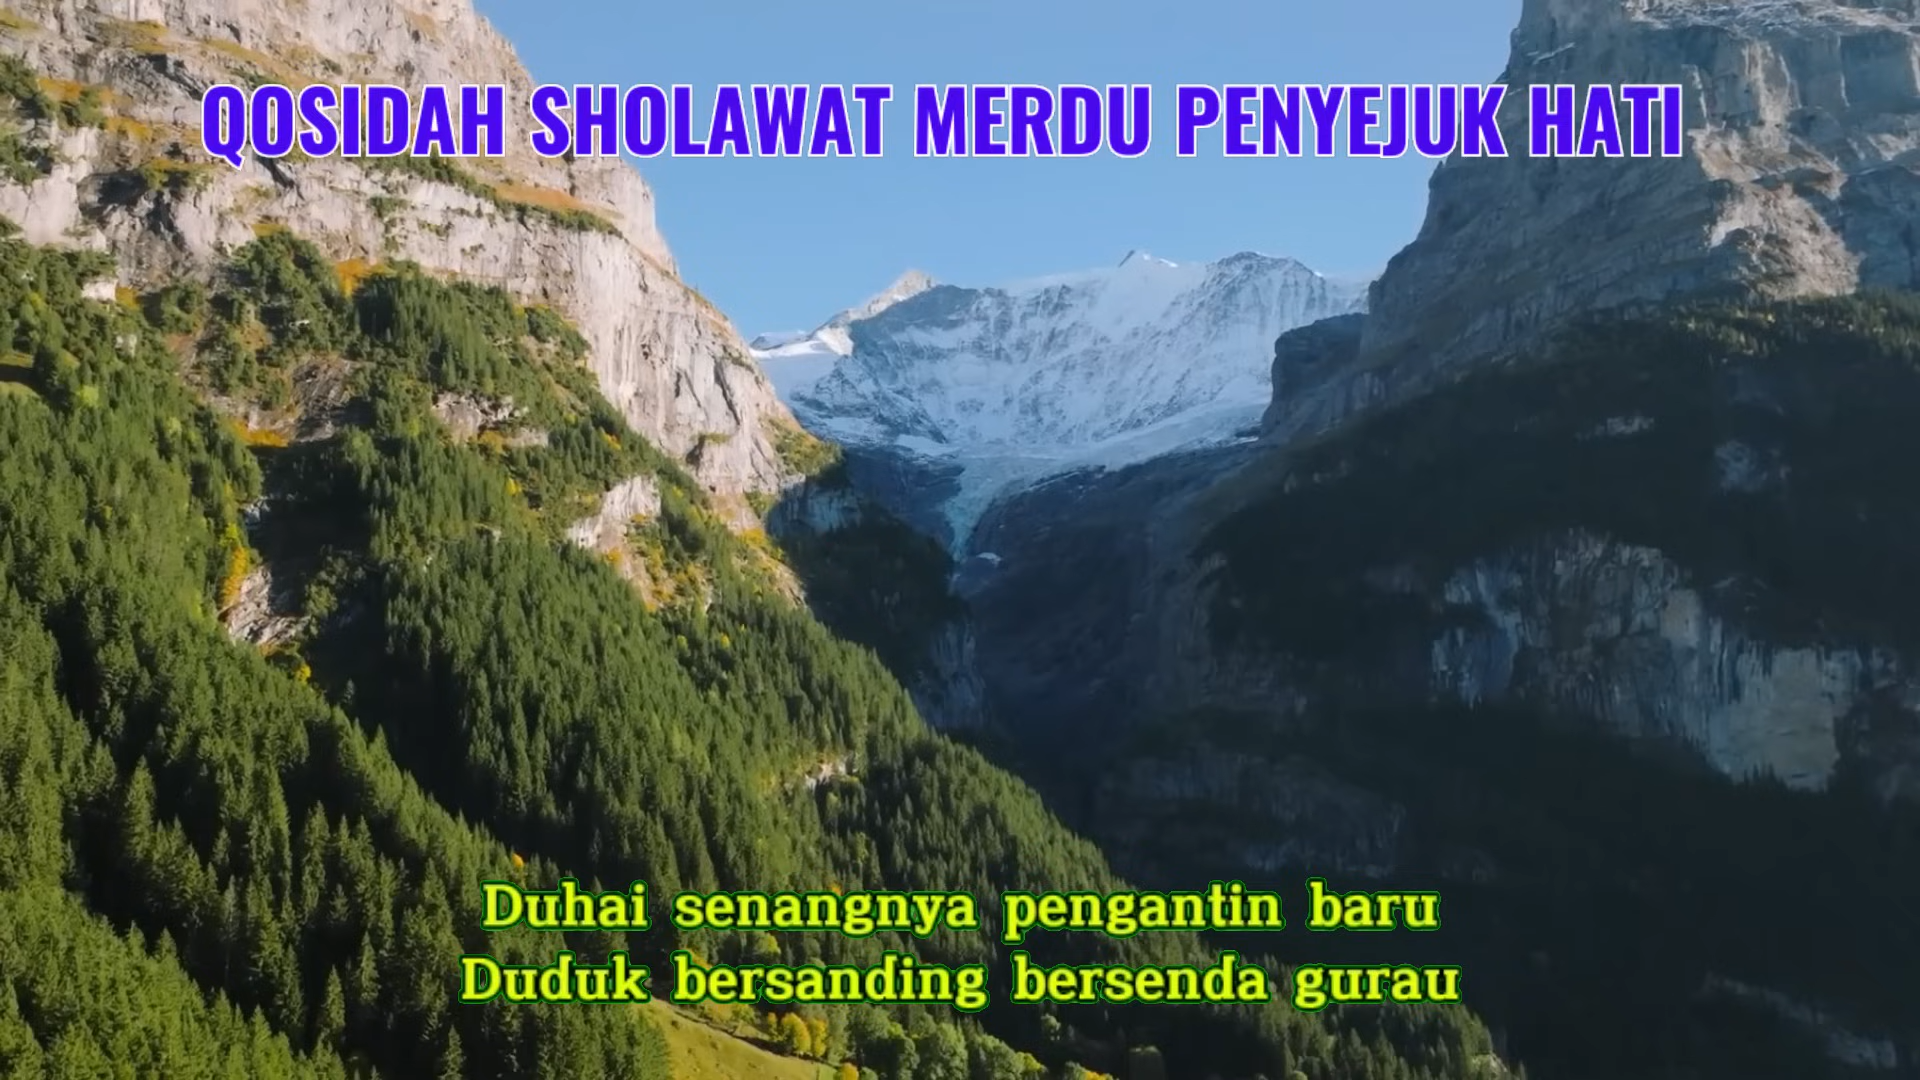 QOSIDAH SHOLAWAT MERDU PENYEJUK HATI
Duhai senangnya pengantin baru
Duduk bersanding bersenda gurau